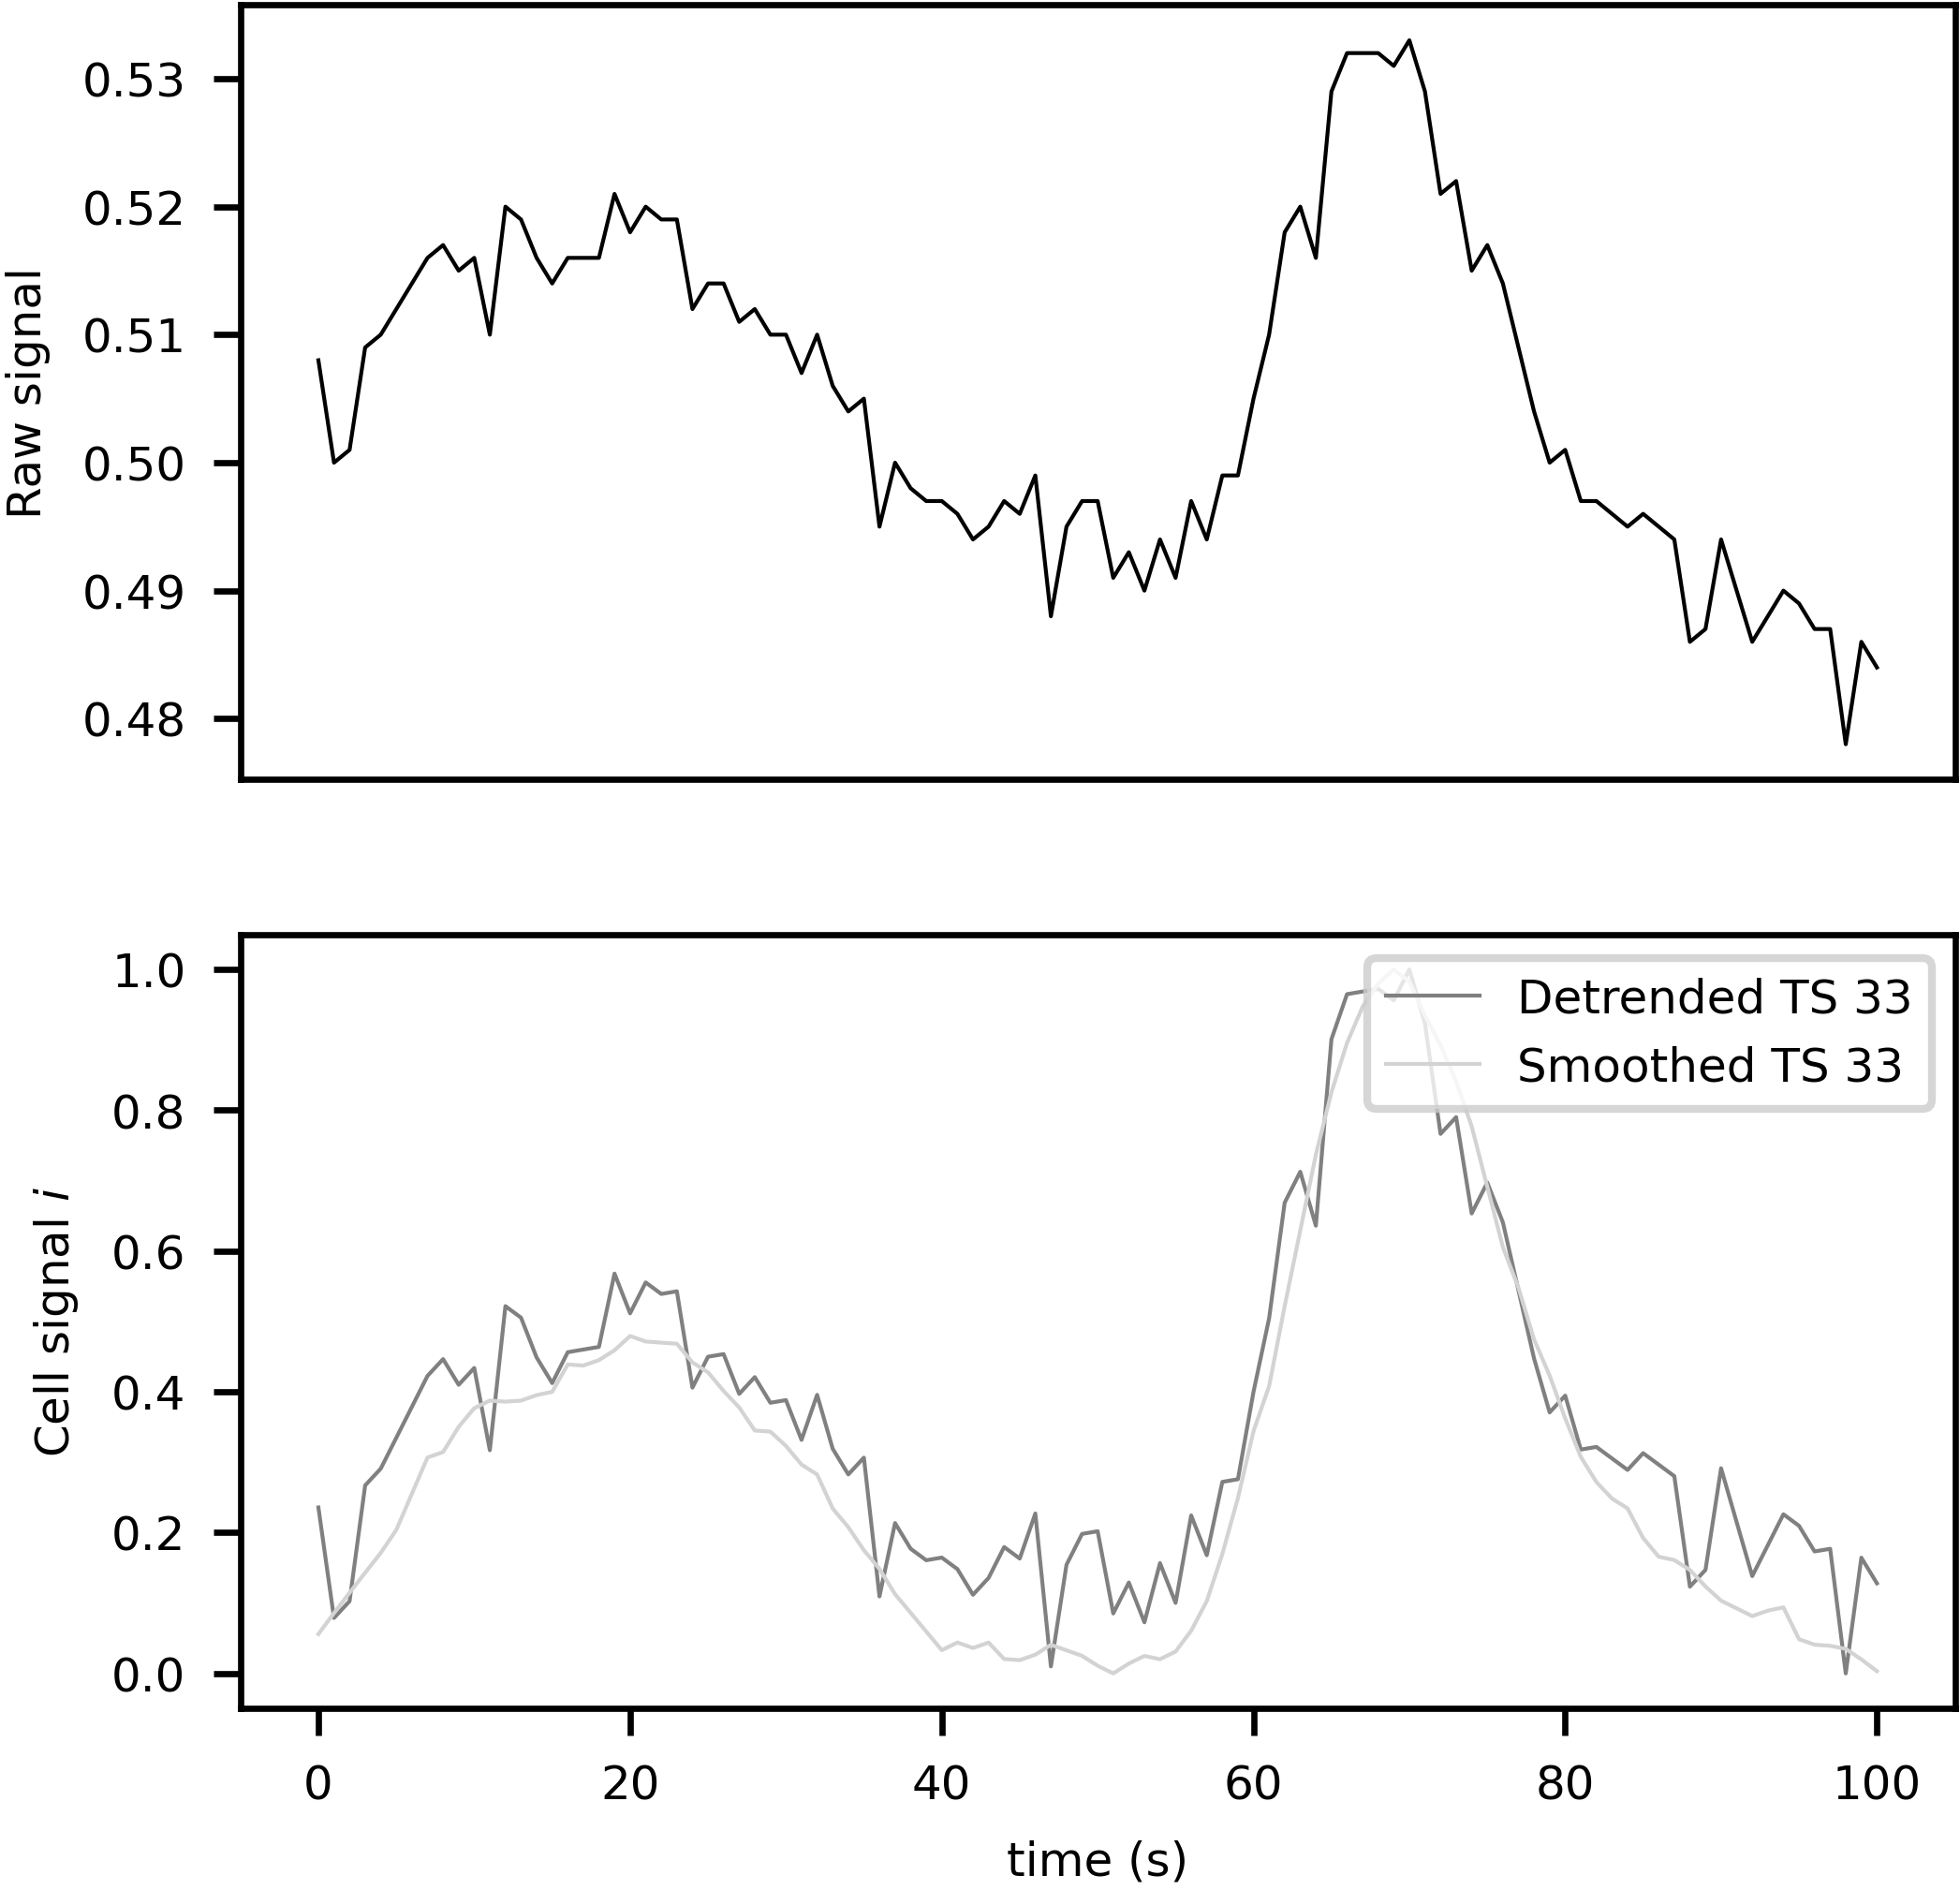 Raw signal
0.53
0.52
0.51
0.50
0.49
0.48
Cell signal i
1.0
0.8
0.6
0.4
0.2
0.0
Detrended TS 33
Smoothed TS 33
0 20 40 60 80 100
time (s)